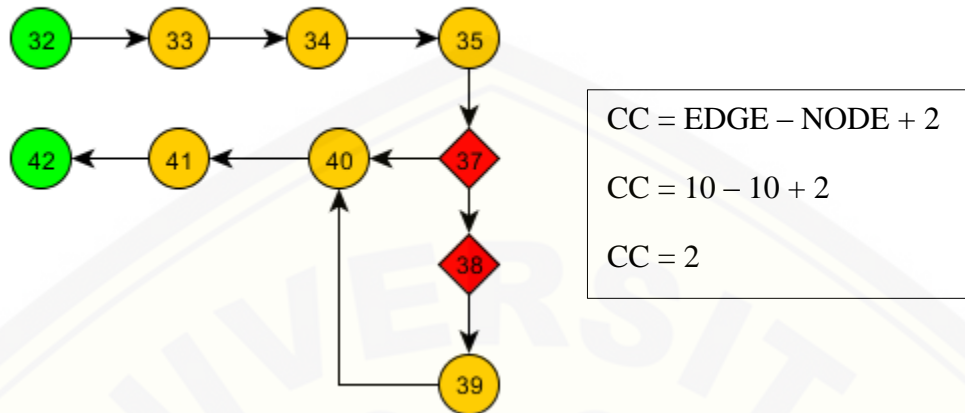 32 33 34 35
CC = EDGE – NODE + 2
42 41 40 37
CC = 10 – 10 + 2
CC = 2
38
39
UNIVERSIT